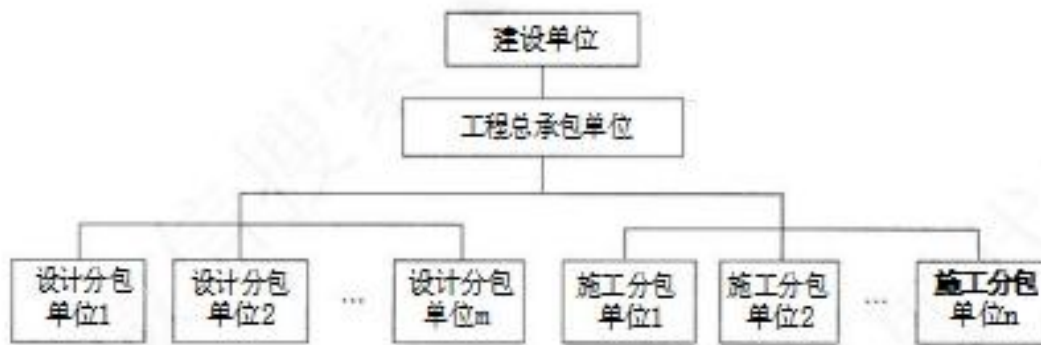 建设单位
工程总承包单位
设计分包
单位1
设计分包
单位2
...
设计分包
单位m
施工分包
单位1
施工分包
单位2
...
施工分包
单位n